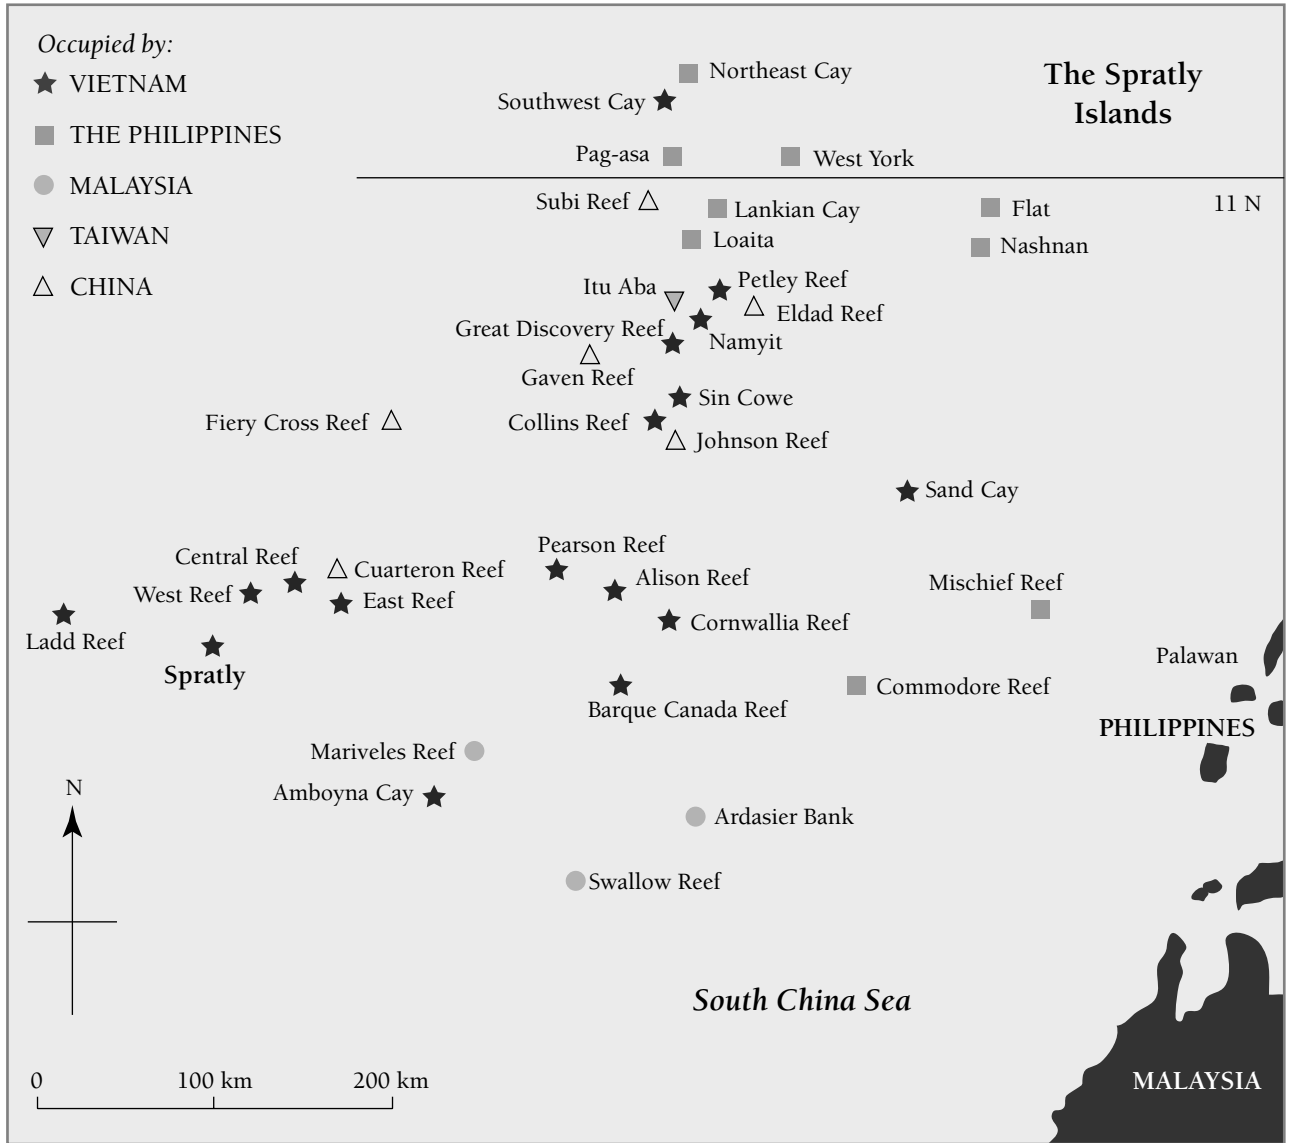 Occupied by:
VIETNAM
THE PHILIPPINES
MALAYSIA
TAIWAN
CHINA
The Spratly
Islands
Northeast Cay
Southwest Cay
Pag-asa
West York
11 N
Subi Reef
Lankian Cay
Flat
Loaita
Nashnan
Itu Aba
Petley Reef
Eldad Reef
Great Discovery Reef
Namyit
Gaven Reef
Sin Cowe
Fiery Cross Reef
Collins Reef
Johnson Reef
Sand Cay
Pearson Reef
Central Reef
Cuarteron Reef
Alison Reef
Mischief Reef
West Reef
East Reef
Cornwallia Reef
Ladd Reef
Spratly
Palawan
Commodore Reef
Barque Canada Reef
PHILIPPINES
Mariveles Reef
Amboyna Cay
N
Ardasier Bank
Swallow Reef
South China Sea
MALAYSIA
0 100 km 200 km